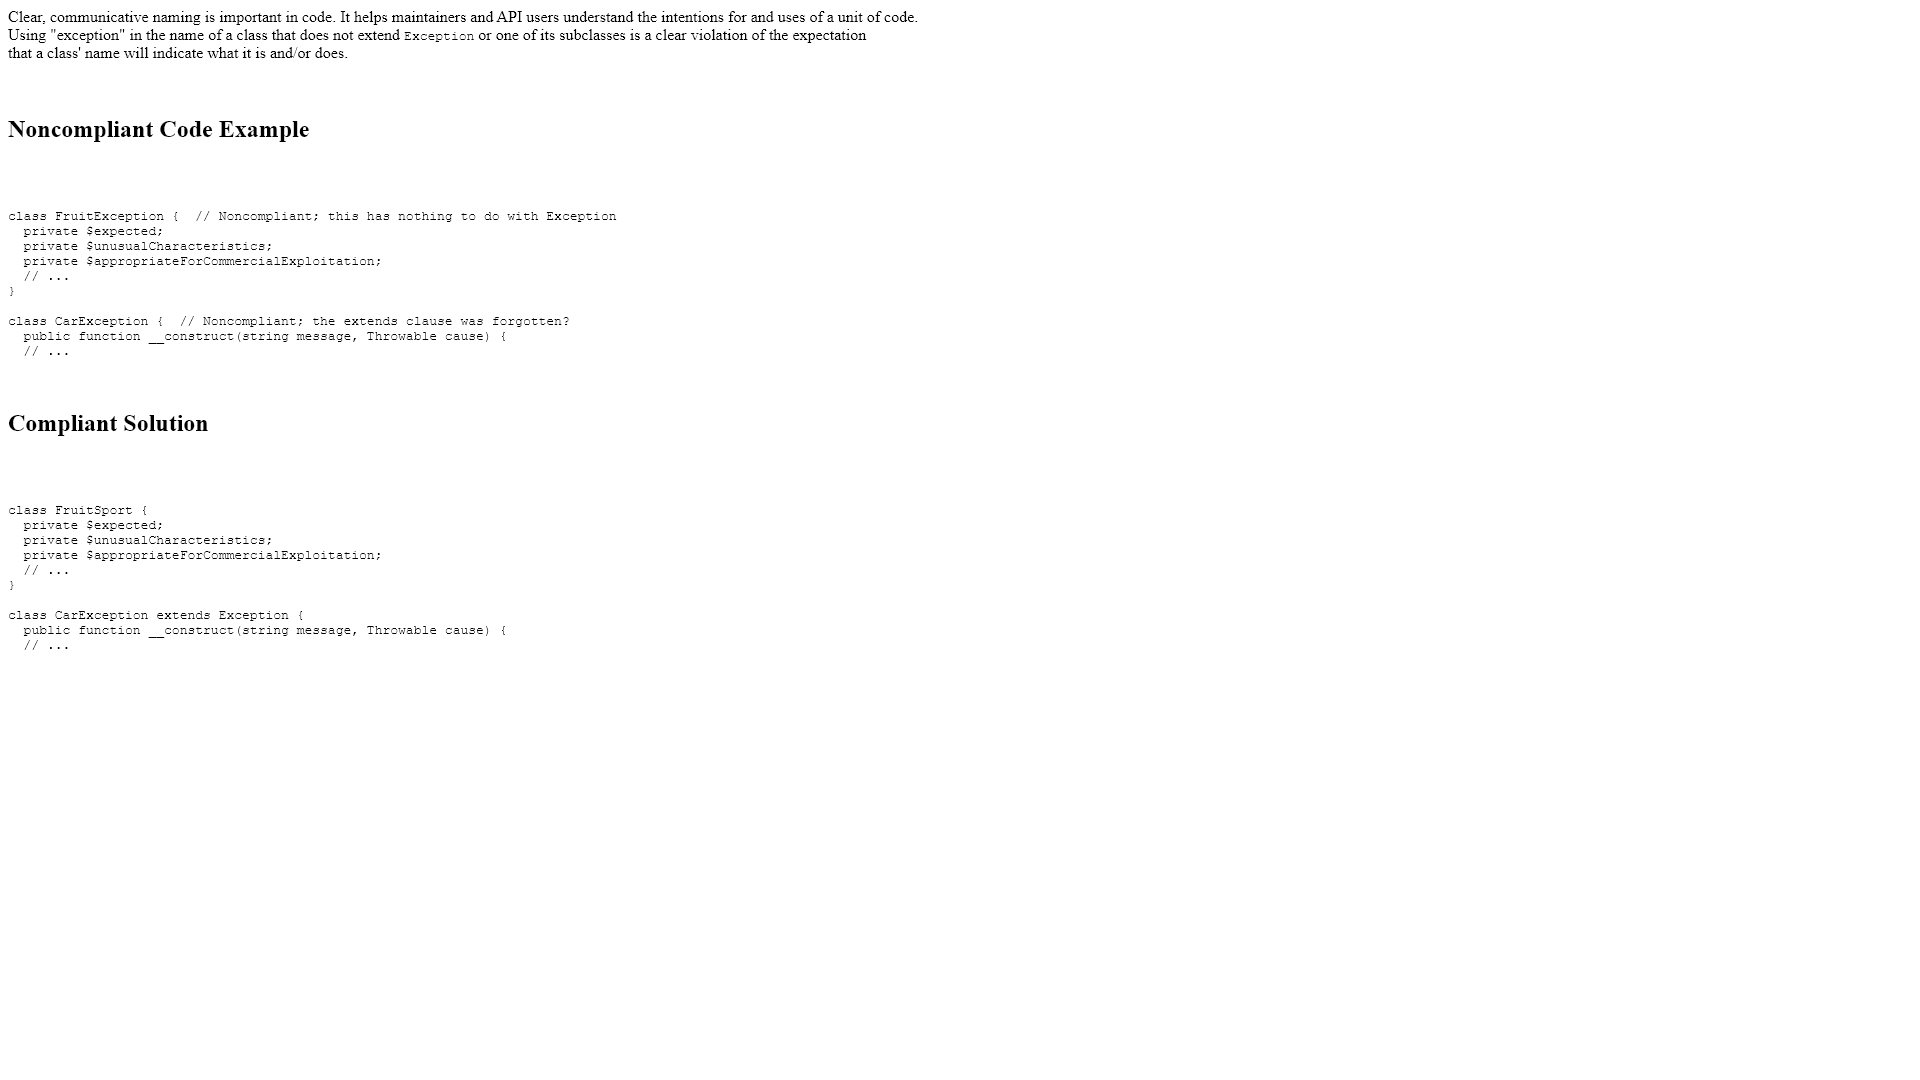 Clear, communicative naming is important in code. It helps maintainers and API users understand the intentions for and uses of a unit of code.
Using "exception" in the name of a class that does not extend Exception or one of its subclasses is a clear violation of the expectation
that a class' name will indicate what it is and/or does.
Noncompliant Code Example
class FruitException {  // Noncompliant; this has nothing to do with Exception
  private $expected;
  private $unusualCharacteristics;
  private $appropriateForCommercialExploitation;
  // ...
}
class CarException {  // Noncompliant; the extends clause was forgotten?
  public function __construct(string message, Throwable cause) {
  // ...
Compliant Solution
class FruitSport {
  private $expected;
  private $unusualCharacteristics;
  private $appropriateForCommercialExploitation;
  // ...
}
class CarException extends Exception {
  public function __construct(string message, Throwable cause) {
  // ...